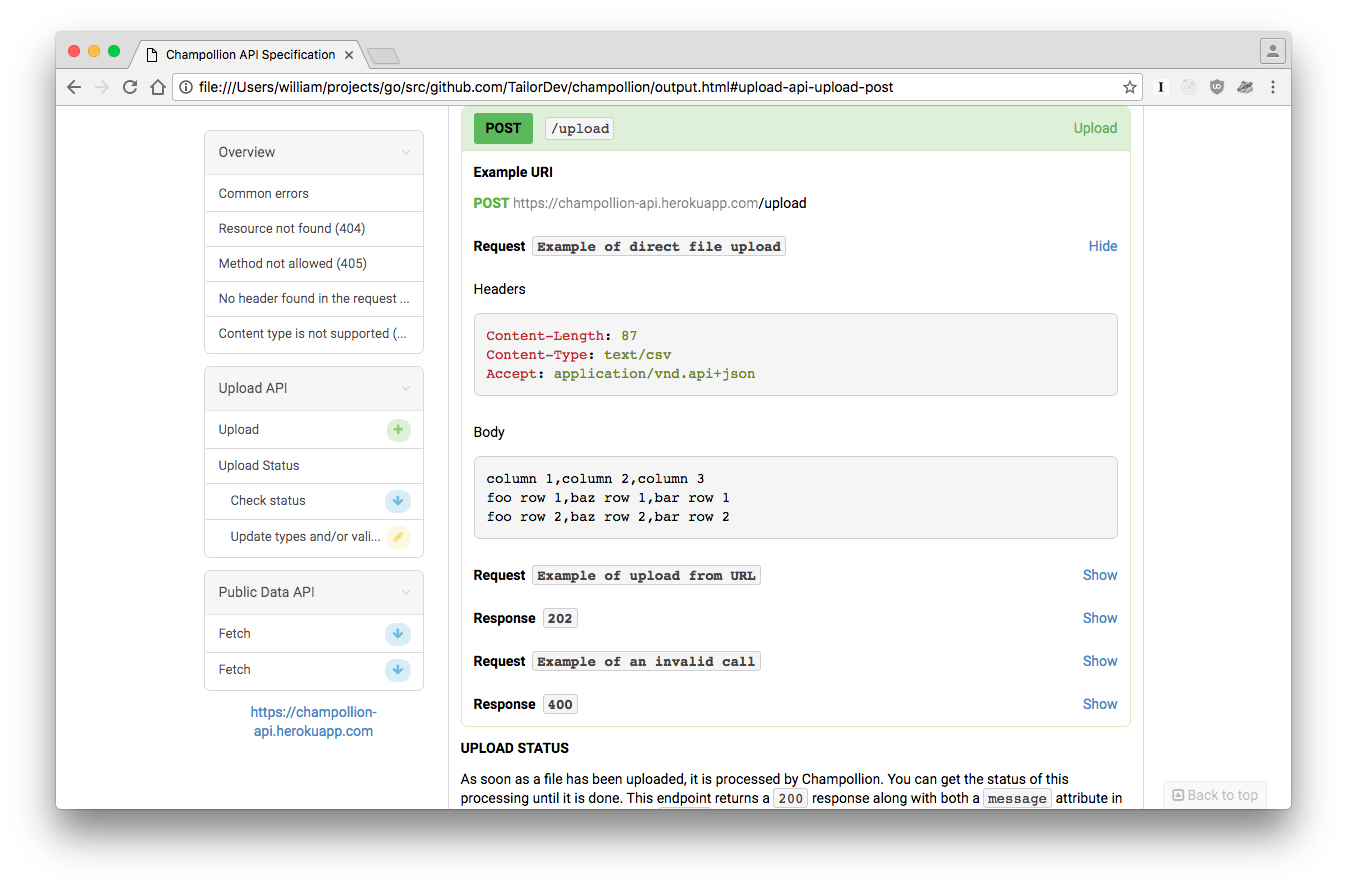 Champollion API Specification
file:///Users/william/projects/go/src/github.com/TailorDev/champollion/output.html#upload-api-upload-post
Overview
Common errors
Resource not found (404)
Method not allowed (405)
No header found in the request ...
Content type is not supported (...
Upload API
Upload
Upload Status
Check status
Update types and/or vali...
Public Data API
Fetch
Fetch
https://champollion-
api.herokuapp.com
POST /upload Upload
Example URI
POST https://champollion-api.herokuapp.com/upload
Request Example of direct file upload Hide
Headers
Content-Length: 87
Content-Type: text/csv
Accept: application/vnd.api+json
Body
column 1,column 2,column 3
foo row 1,baz row 1,bar row 1
foo row 2,baz row 2,bar row 2
Request Example of upload from URL Show
Response 202 Show
Request Example of an invalid call Show
Response 400 Show
UPLOAD STATUS
As soon as a file has been uploaded, it is processed by Champollion. You can get the status of this
processing until it is done. This endpoint returns a 200 response along with both a message attribute in
Back to top